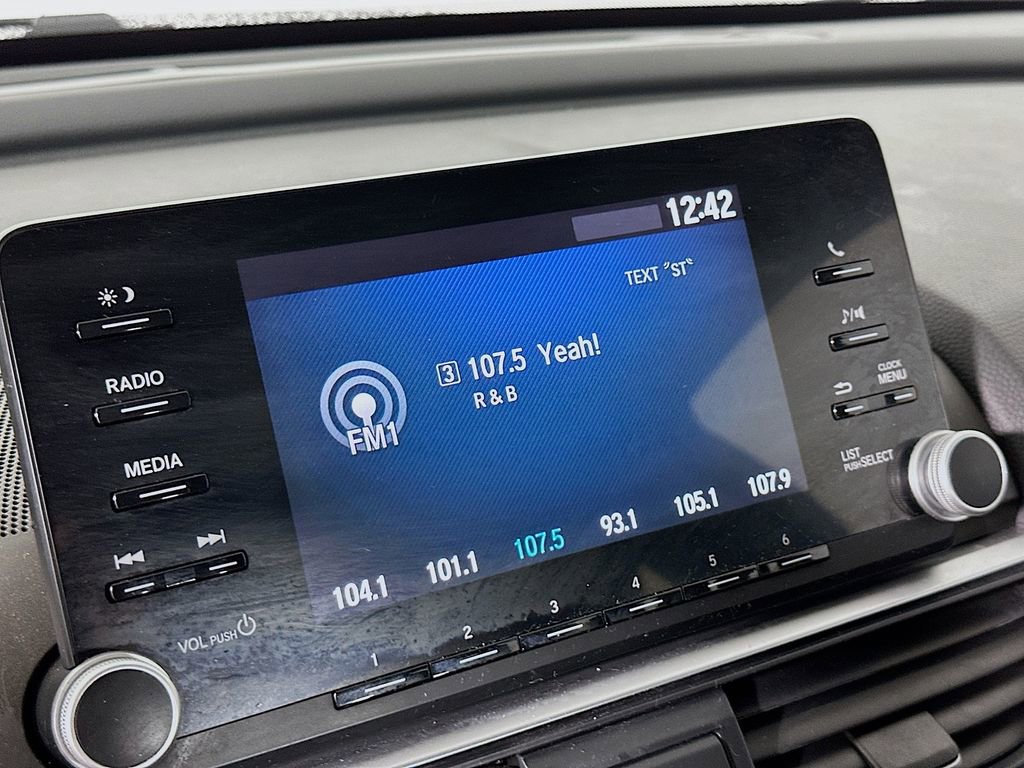 12:42
TEXT "ST"
RADIO
3 107.5 Yeah!
R & B
FM1
CLOCK
MENU
MEDIA
LIST
PUSH SELECT
104.1 101.1 107.5 93.1 105.1 107.9
VOL PUSH
1 2 3 4 5 6